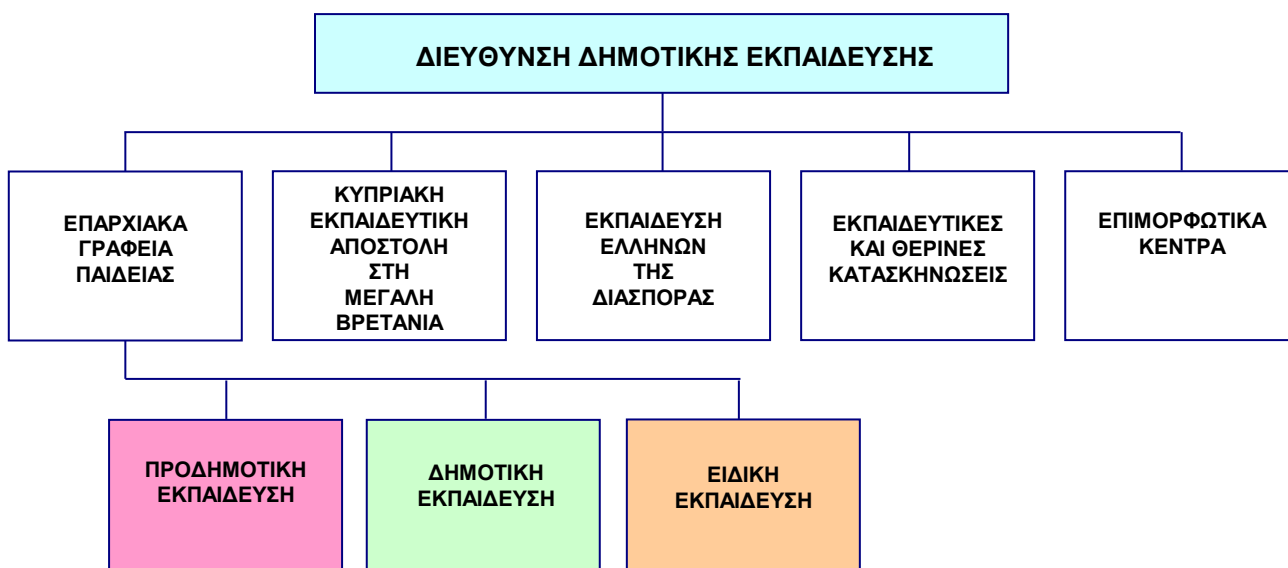 ΔΙΕΥΘΥΝΣΗ ΔΗΜΟΤΙΚΗΣ ΕΚΠΑΙΔΕΥΣΗΣ
ΕΠΑΡΧΙΑΚΑ
ΓΡΑΦΕΙΑ
ΠΑΙΔΕΙΑΣ
ΚΥΠΡΙΑΚΗ
ΕΚΠΑΙΔΕΥΤΙΚΗ
ΑΠΟΣΤΟΛΗ
ΣΤΗ
ΜΕΓΑΛΗ
ΒΡΕΤΑΝΙΑ
ΕΚΠΑΙΔΕΥΣΗ
ΕΛΛΗΝΩΝ
ΤΗΣ
ΔΙΑΣΠΟΡΑΣ
ΕΚΠΑΙΔΕΥΤΙΚΕΣ
ΚΑΙ ΘΕΡΙΝΕΣ
ΚΑΤΑΣΚΗΝΩΣΕΙΣ
ΕΠΙΜΟΡΦΩΤΙΚΑ
ΚΕΝΤΡΑ
ΠΡΟΔΗΜΟΤΙΚΗ
ΕΚΠΑΙΔΕΥΣΗ
ΔΗΜΟΤΙΚΗ
ΕΚΠΑΙΔΕΥΣΗ
ΕΙΔΙΚΗ
ΕΚΠΑΙΔΕΥΣΗ